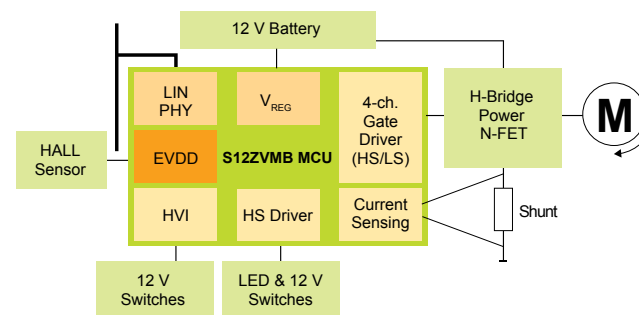 12 V Battery
LIN
PHY
V_REG
4-ch.
Gate
Driver
(HS/LS)
H-Bridge
Power
N-FET
M
HALL
Sensor
EVDD
S12ZVMB MCU
HVI
HS Driver
Current
Sensing
Shunt
12 V
Switches
LED & 12 V
Switches